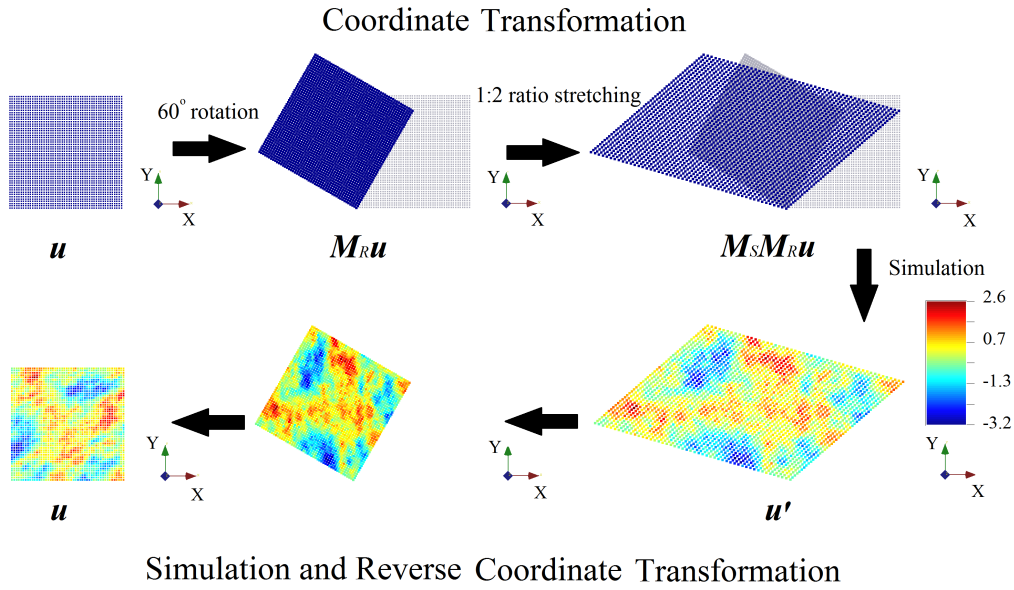 Coordinate Transformation
60° rotation
1:2 ratio stretching
Y
X
Y
X
Y
X
u
MRu
MSMRu
Simulation
2.6
0.7
-1.3
-3.2
Y
X
Y
X
Y
X
u
u'
Simulation and Reverse Coordinate Transformation